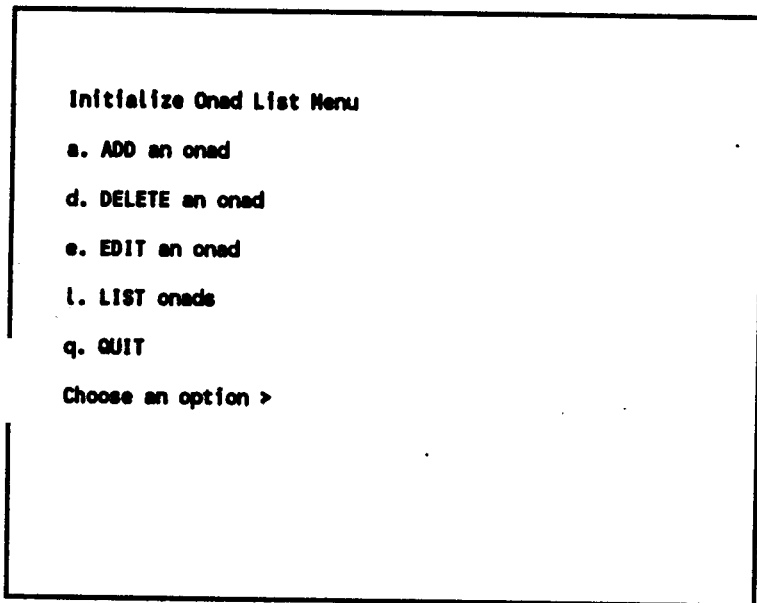 Initialize Onad List Menu
a. ADD an onad
d. DELETE an onad
e. EDIT an onad
l. LIST onads
q. QUIT
Choose an option >